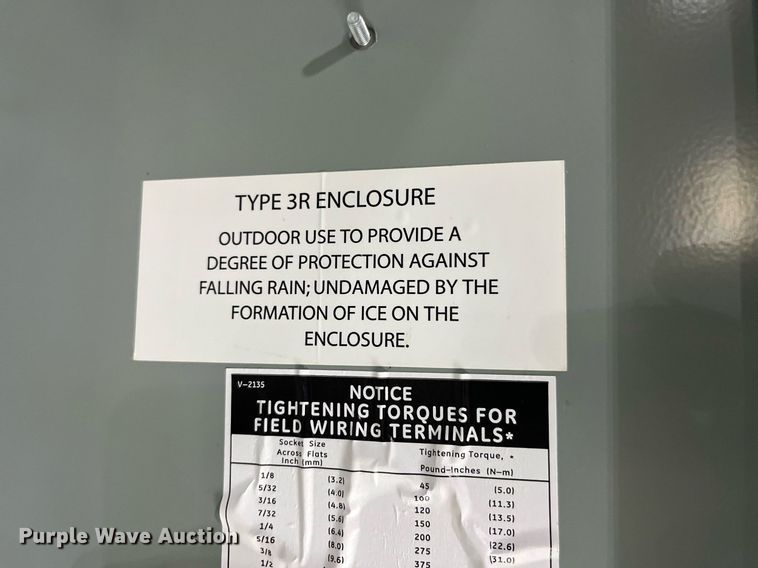 TYPE 3R ENCLOSURE
OUTDOOR USE TO PROVIDE A
DEGREE OF PROTECTION AGAINST
FALLING RAIN; UNDAMAGED BY THE
FORMATION OF ICE ON THE
ENCLOSURE.
V-2135
NOTICE
TIGHTENING TORQUES FOR
FIELD WIRING TERMINALS*
Socket Size
Across Flats
Inch (mm)
Tightening Torque, *
Pound-Inches (N-m)
1/8 (3.2) 45 (5.0)
5/32 (4.0) 100 (11.3)
3/16 (4.8) 120 (13.5)
7/32 (5.6) 150 (17.0)
1/4 (6.4) 200 (22.6)
5/16 (8.0) 275 (31.0)
3/8 (9.6) 375
1/2
Purple Wave Auction®